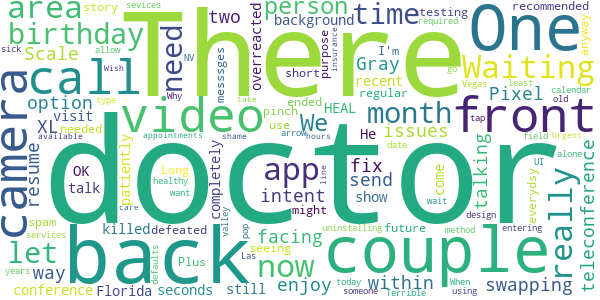 area story sevices person time testing recommended
birthday need two background allow required One
call There overreacted purpose I'm Gray insurance go Waiting
camera Scale messsges short recent NV Vegas least Pixel
option sick Why Wish regular HEAL calendar old
video month front
XL needed visit ended We pinch use arrow hours He issues tap
resume available app fix send Urgent field UI alone
OK talk patiently Long healthy want completely intent might line show come everydsy talking
doctor
teleconference
let spam killed defeated appointments shame facing uninstalling date wait design really
way services back Plus care valley seeing now enjoy future method entering
conference Florida seconds still pop Las couple within When using swapping
years defaults type take today someone Terrible anyway